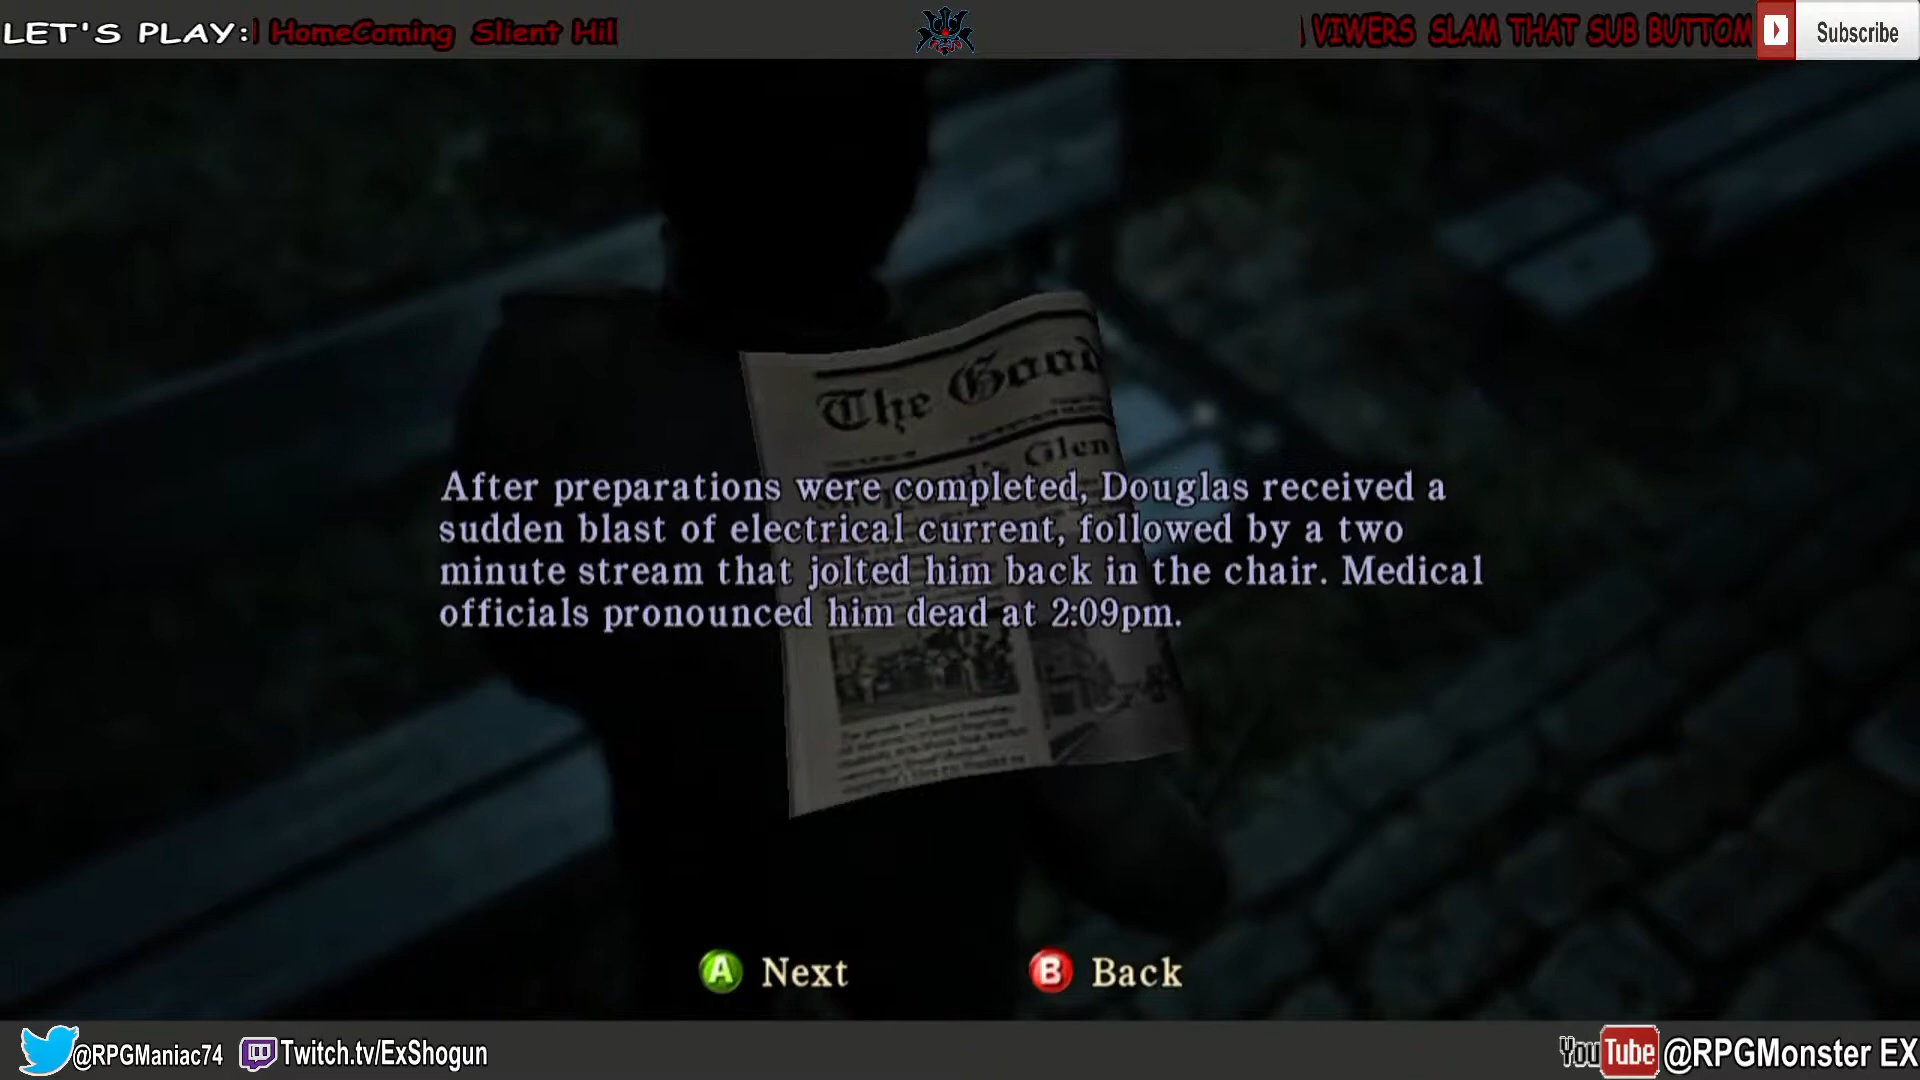 LET'S PLAY: HomeComing Slient Hil
VIWERS SLAM THAT SUB BUTTOM
Subscribe
The Good
Glen
After preparations were completed, Douglas received a
sudden blast of electrical current, followed by a two
minute stream that jolted him back in the chair. Medical
officials pronounced him dead at 2:09pm.
A Next
B Back
@RPGManiac74
Twitch.tv/ExShogun
YouTube @RPGMonster EX